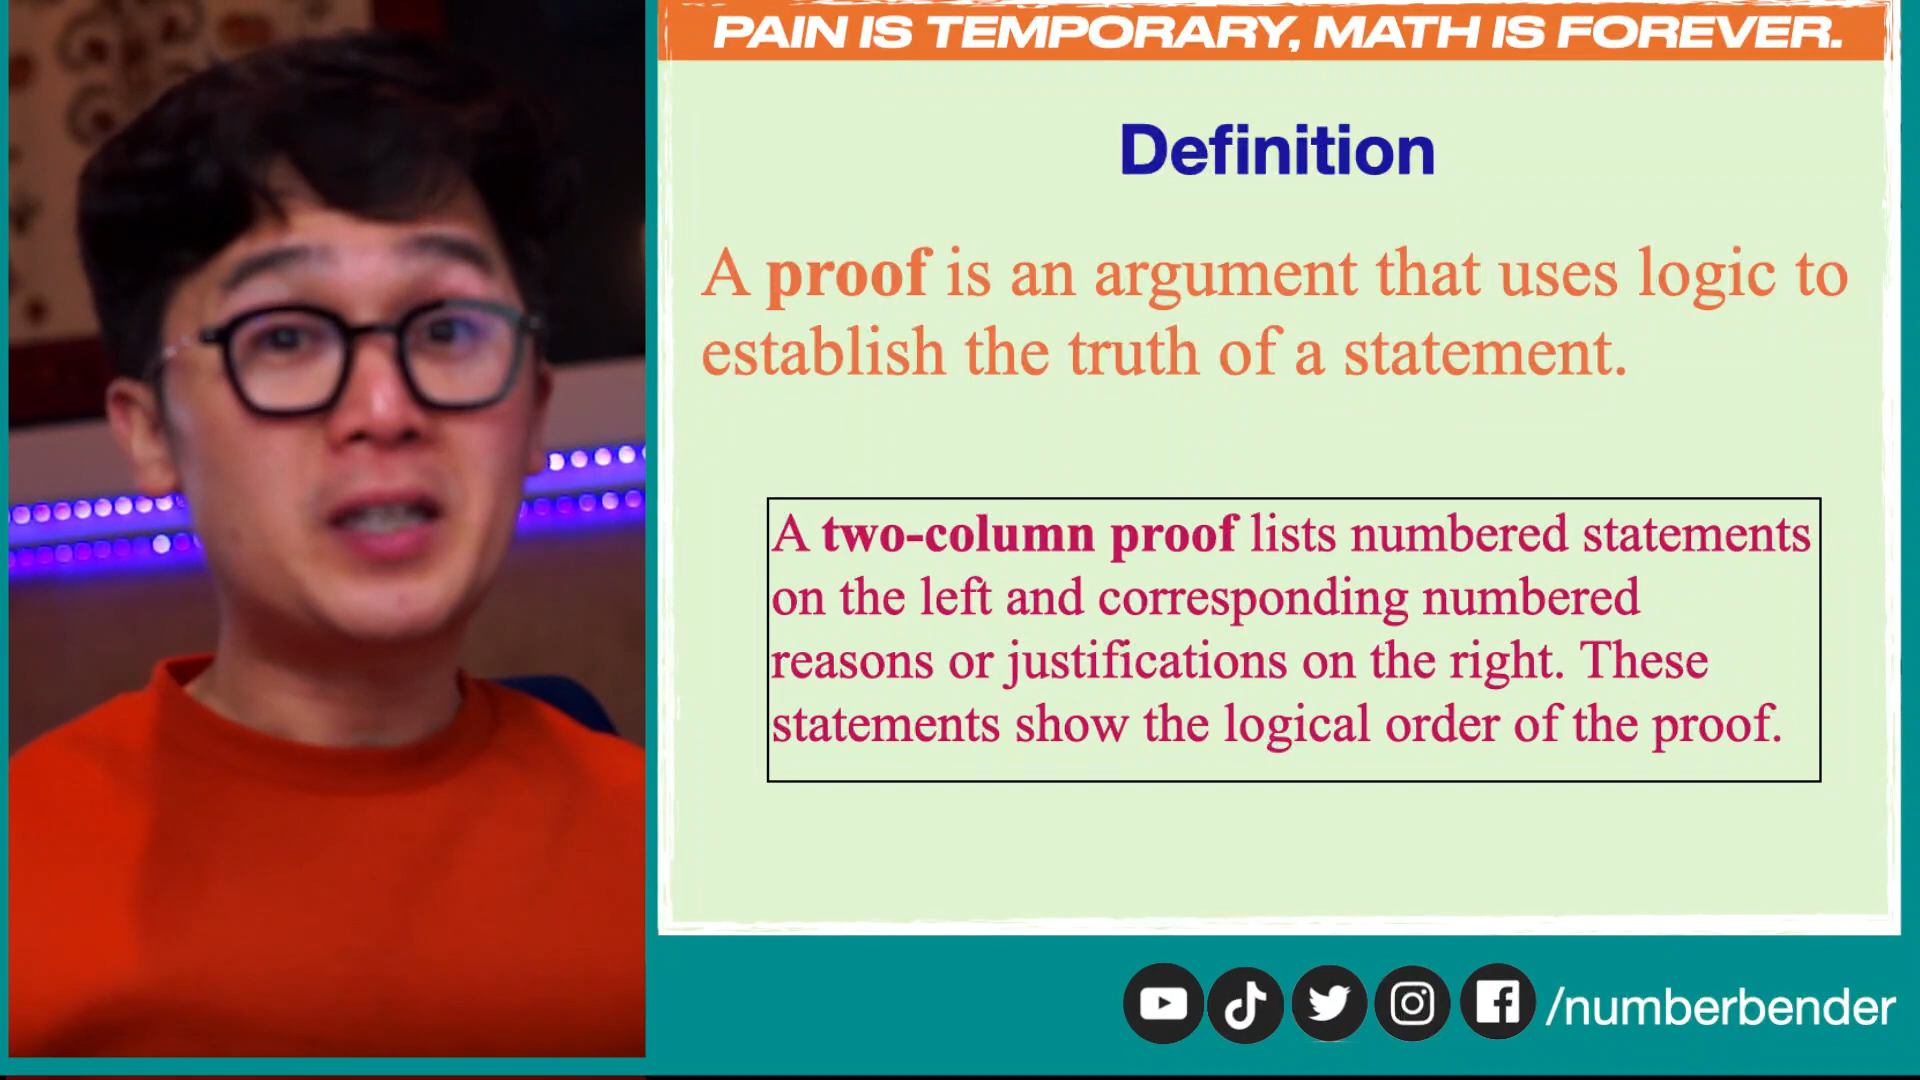 PAIN IS TEMPORARY, MATH IS FOREVER.
Definition
A proof is an argument that uses logic to
establish the truth of a statement.
A two-column proof lists numbered statements
on the left and corresponding numbered
reasons or justifications on the right. These
statements show the logical order of the proof.
/numberbender